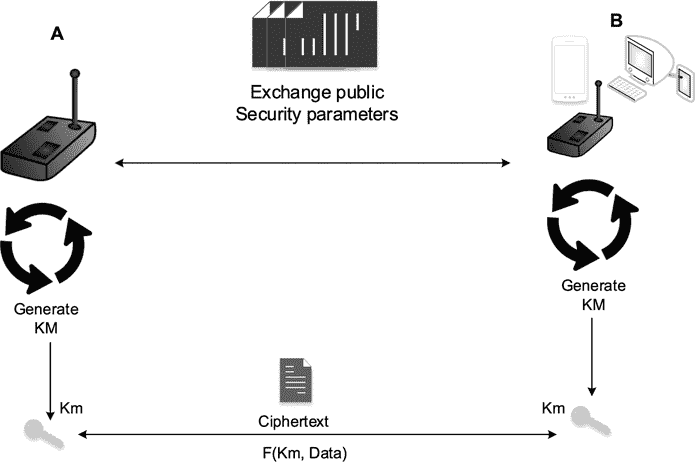 A
B
Exchange public
Security parameters
Generate
KM
Generate
KM
Km
Km
Ciphertext
F(Km, Data)